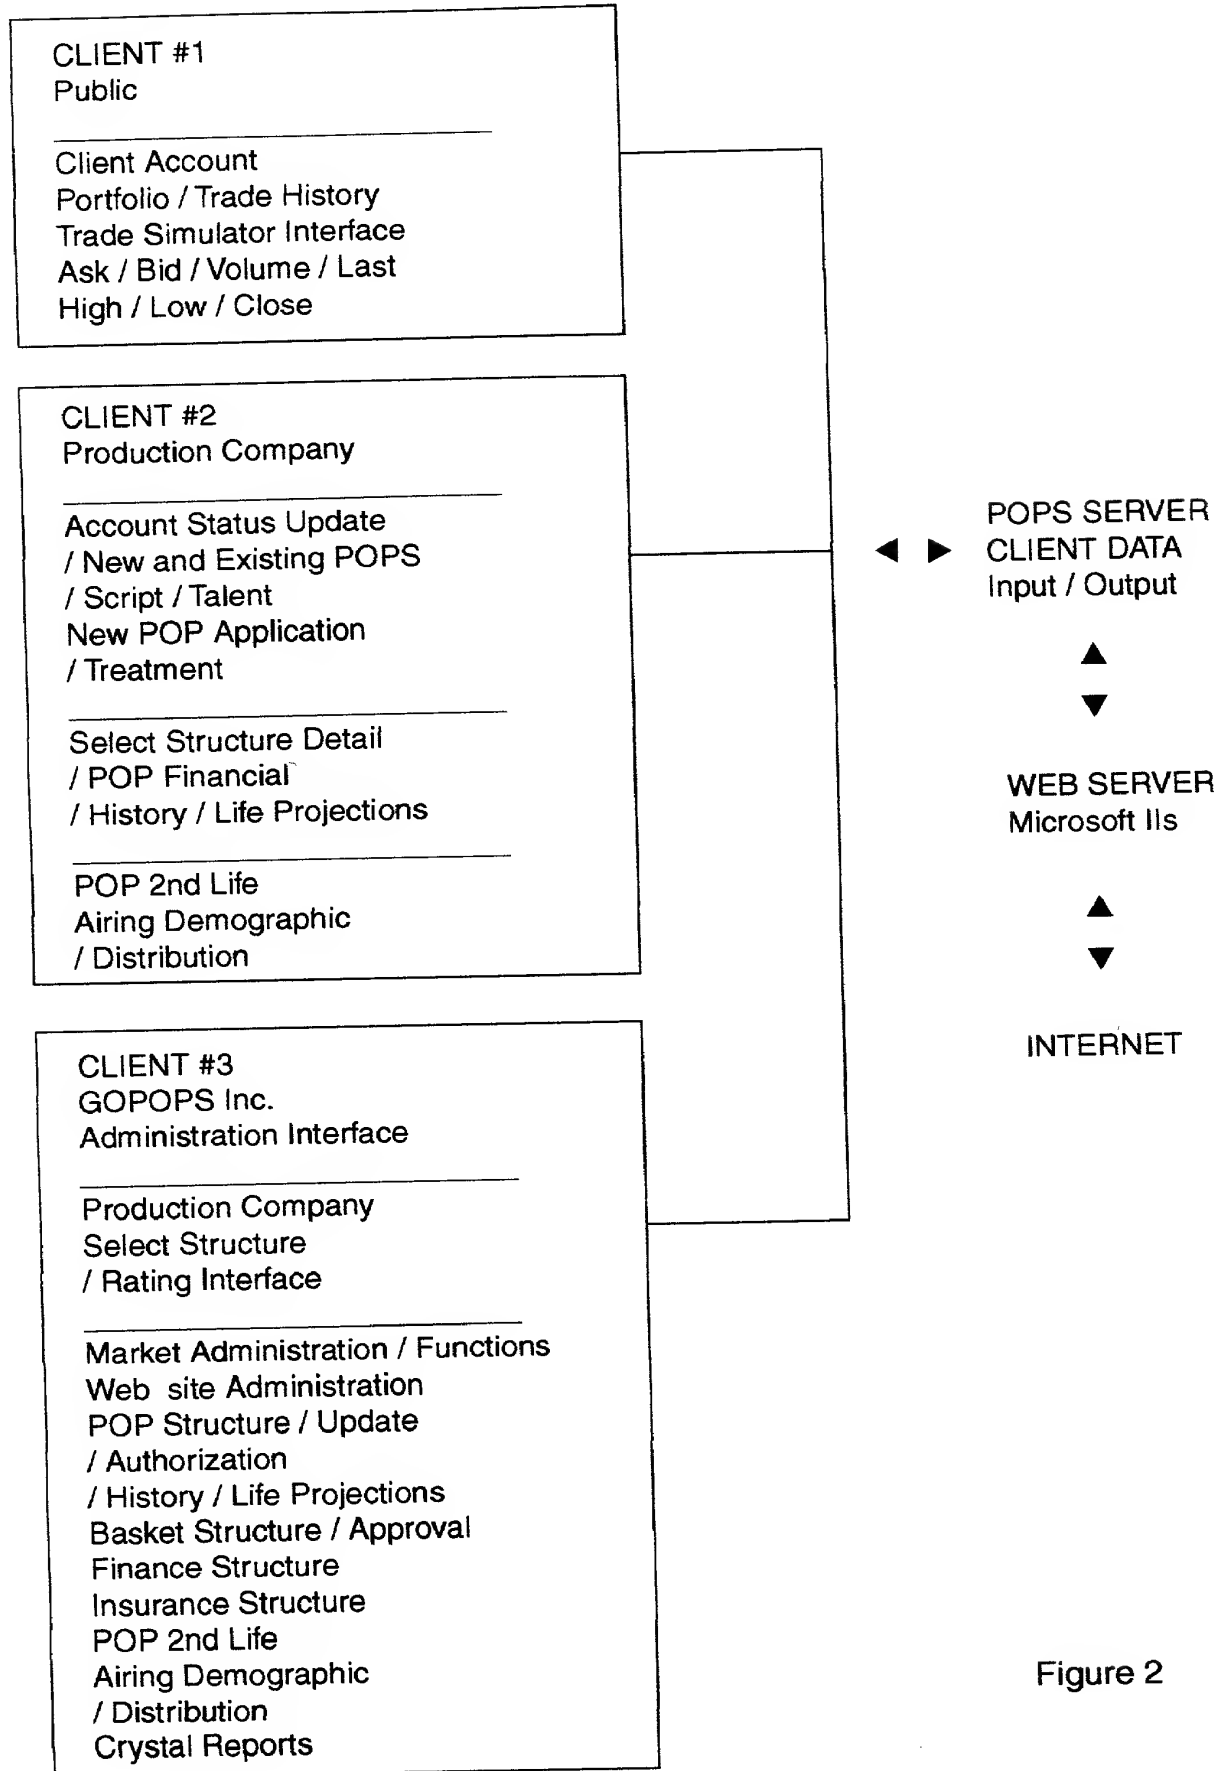 CLIENT #1
Public
Client Account
Portfolio / Trade History
Trade Simulator Interface
Ask / Bid / Volume / Last
High / Low / Close
CLIENT #2
Production Company
Account Status Update
/ New and Existing POPS
/ Script / Talent
New POP Application
/ Treatment
Select Structure Detail
/ POP Financial
/ History / Life Projections
POP 2nd Life
Airing Demographic
/ Distribution
CLIENT #3
GOPOPS Inc.
Administration Interface
Production Company
Select Structure
/ Rating Interface
Market Administration / Functions
Web site Administration
POP Structure / Update
/ Authorization
/ History / Life Projections
Basket Structure / Approval
Finance Structure
Insurance Structure
POP 2nd Life
Airing Demographic
/ Distribution
Crystal Reports
POPS SERVER
CLIENT DATA
Input / Output
WEB SERVER
Microsoft IIs
INTERNET
Figure 2